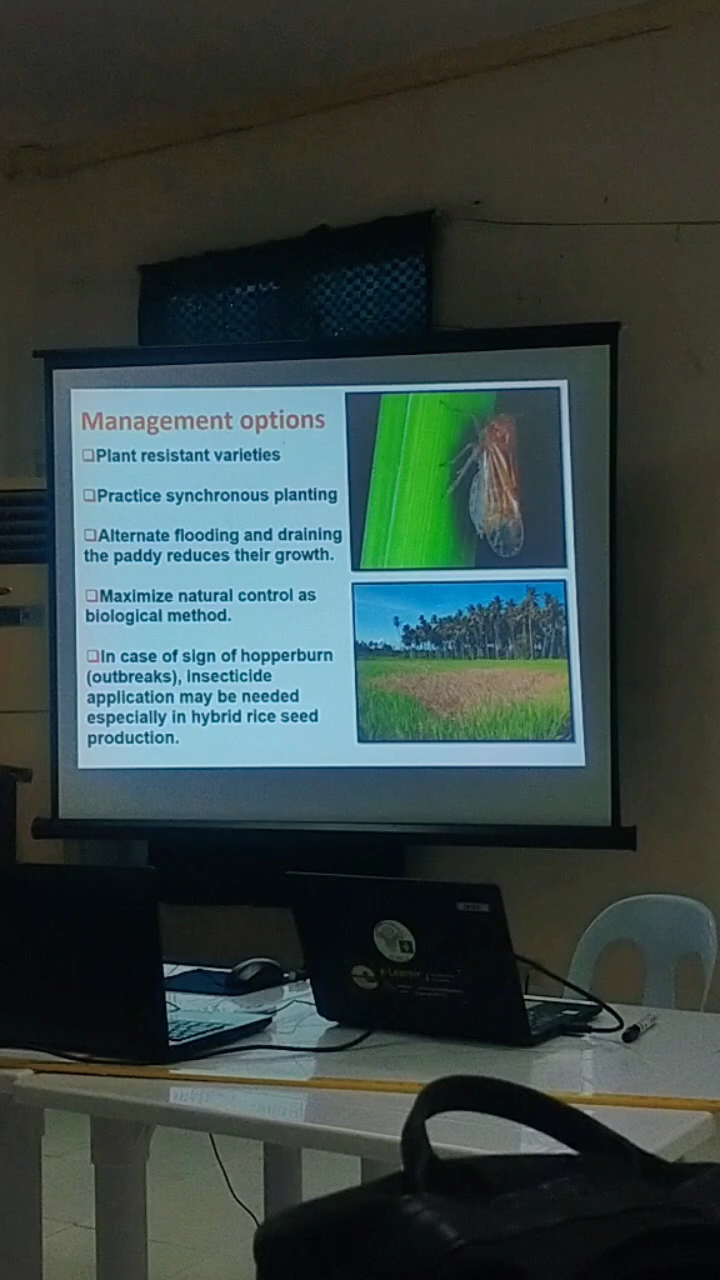 Management options
❑Plant resistant varieties
❑Practice synchronous planting
❑Alternate flooding and draining
the paddy reduces their growth.
❑Maximize natural control as
biological method.
❑In case of sign of hopperburn
(outbreaks), insecticide
application may be needed
especially in hybrid rice seed
production.
e-Learning